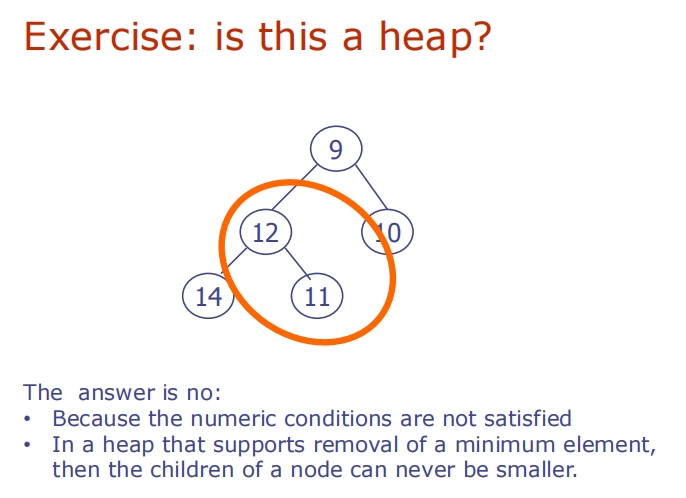 Exercise: is this a heap?
9
12
10
14
11
The answer is no:
• Because the numeric conditions are not satisfied
• In a heap that supports removal of a minimum element,
then the children of a node can never be smaller.